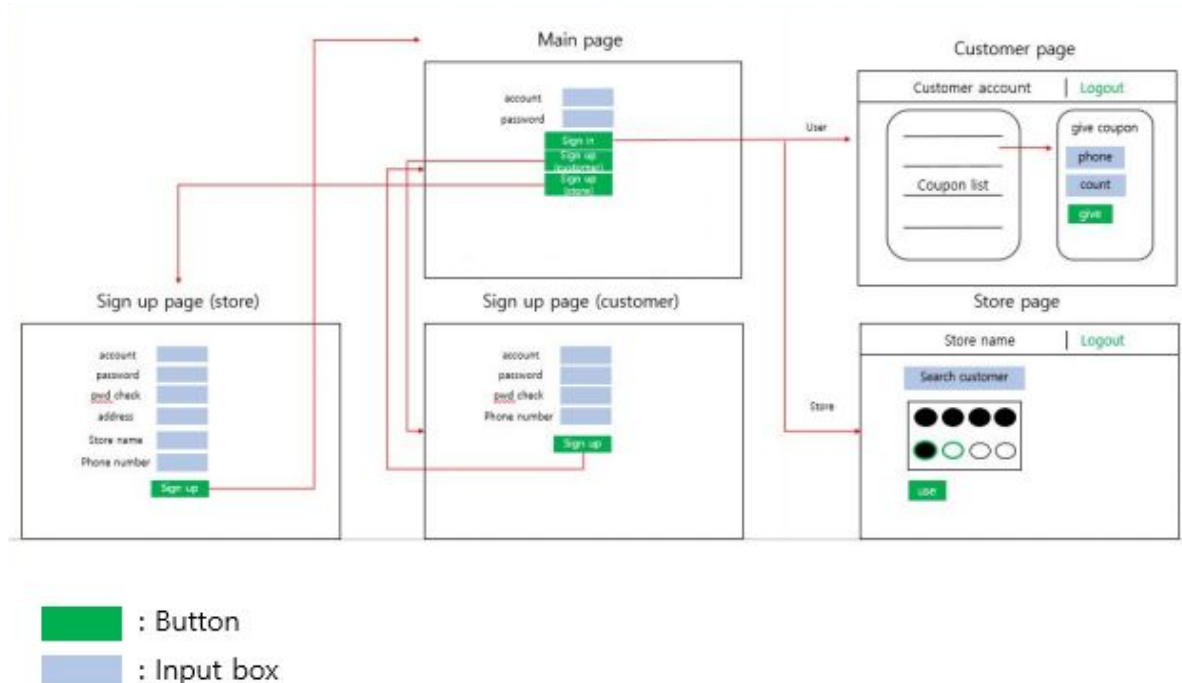 Main page
account
password
Sign in
Sign up
(customer)
Sign up
(store)
User
Store
Customer page
Customer account
Logout
Coupon list
give coupon
phone
count
give
Sign up page (store)
account
password
pwd check
address
Store name
Phone number
Sign up
Sign up page (customer)
account
password
pwd check
Phone number
Sign up
Store page
Store name
Logout
Search customer
use
: Button
: Input box